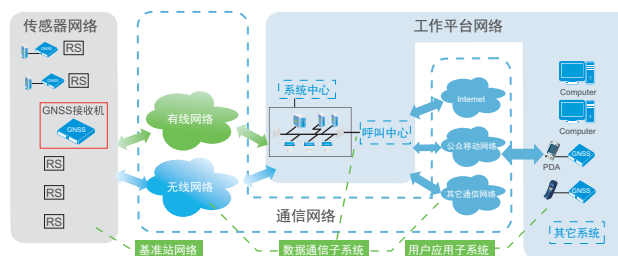 传感器网络
工作平台网络
GNSS
RS
GNSS
RS
GNSS接收机
GNSS
RS
RS
RS
有线网络
无线网络
系统中心
呼叫中心
Internet
公众移动网络
其它通信网络
通信网络
Computer
Computer
GNSS
PDA
GNSS
其它系统
基准站网络
数据通信子系统
用户应用子系统